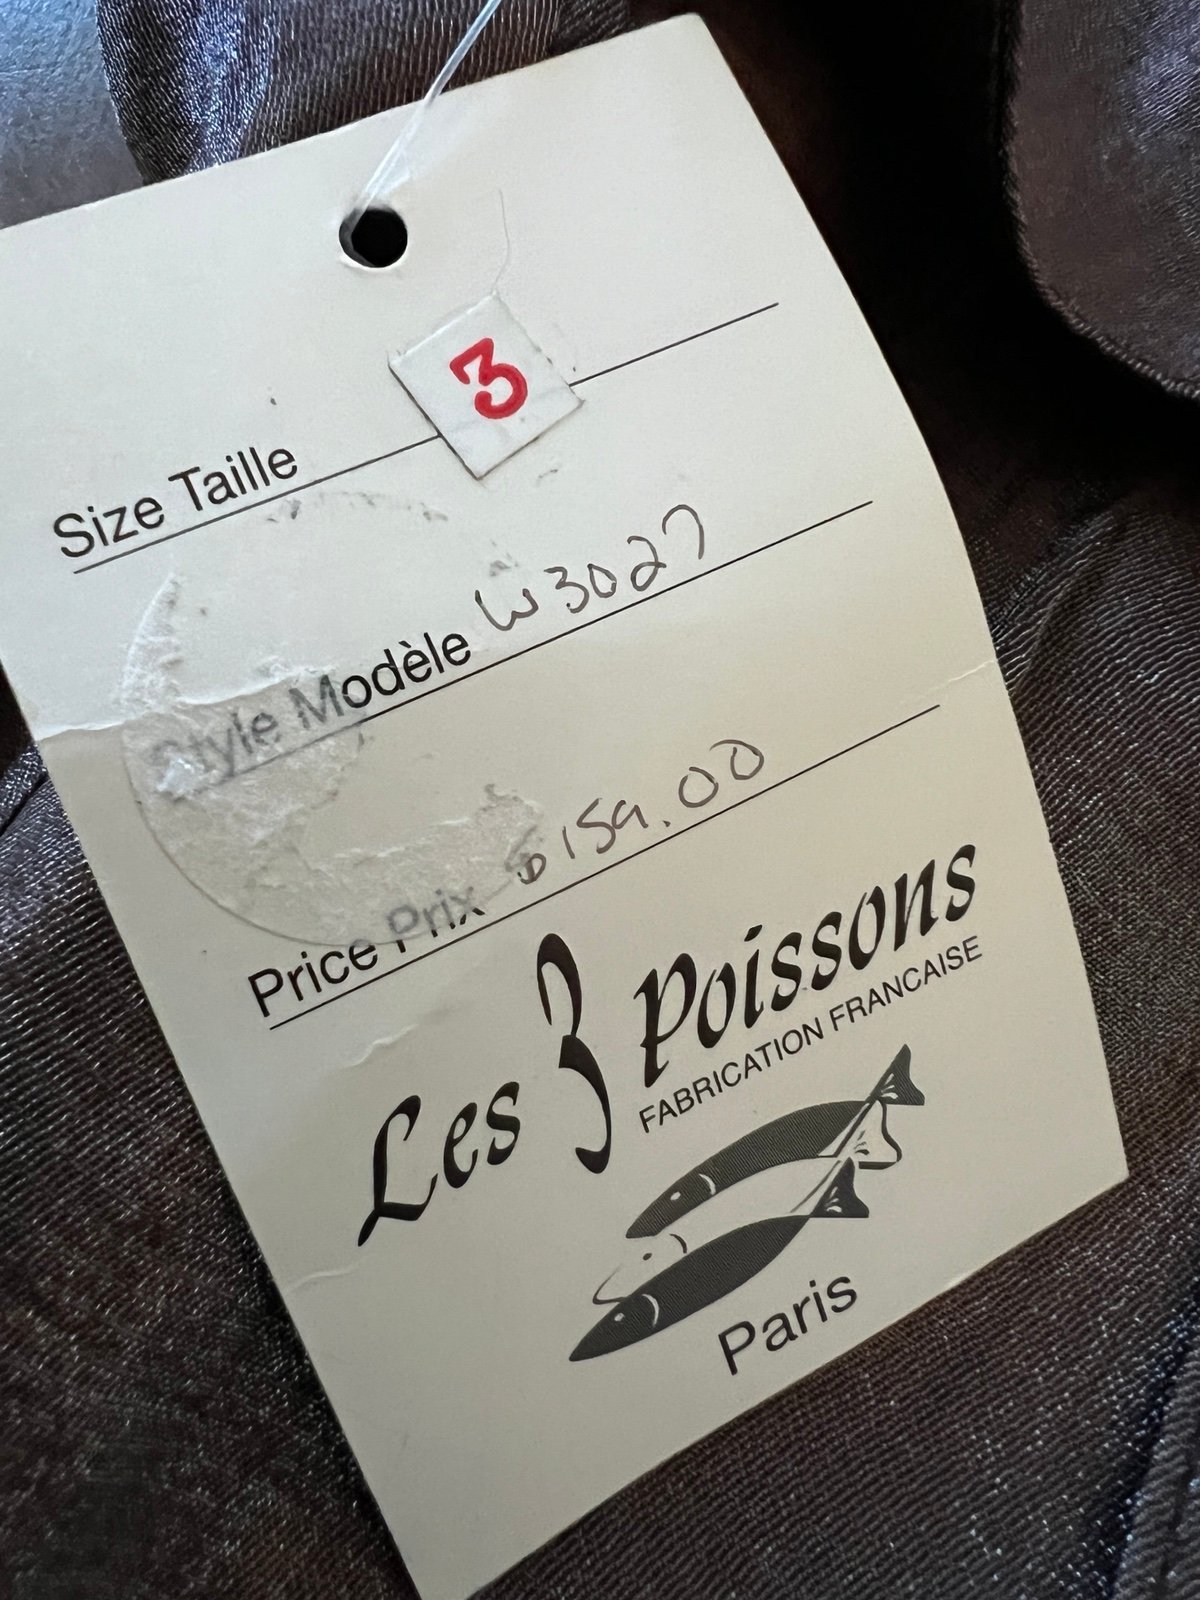 Size Taille 3
Style Modèle W3027
Price Prix $159.00
Les 3 Poissons
FABRICATION FRANCAISE
Paris